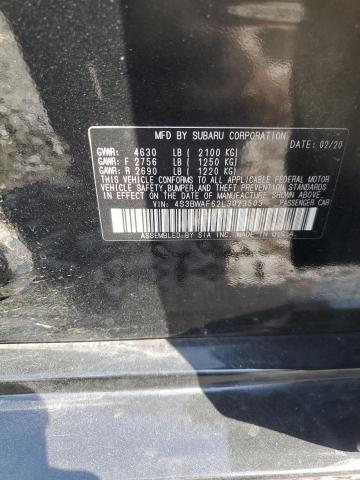 MFD BY SUBARU CORPORATION DATE: 02/20
GVWR: 4630 LB ( 2100 KG)
GAWR: F 2756 LB ( 1250 KG)
GAWR: R 2690 LB ( 1220 KG)
THIS VEHICLE CONFORMS TO ALL APPLICABLE FEDERAL MOTOR
VEHICLE SAFETY, BUMPER, AND THEFT PREVENTION STANDARDS
IN EFFECT ON THE DATE OF MANUFACTURE SHOWN ABOVE.
VIN: 4S3BWAF62L3023503 PASSENGER CAR
ASSEMBLED BY SIA INC. MADE IN U.S.A.